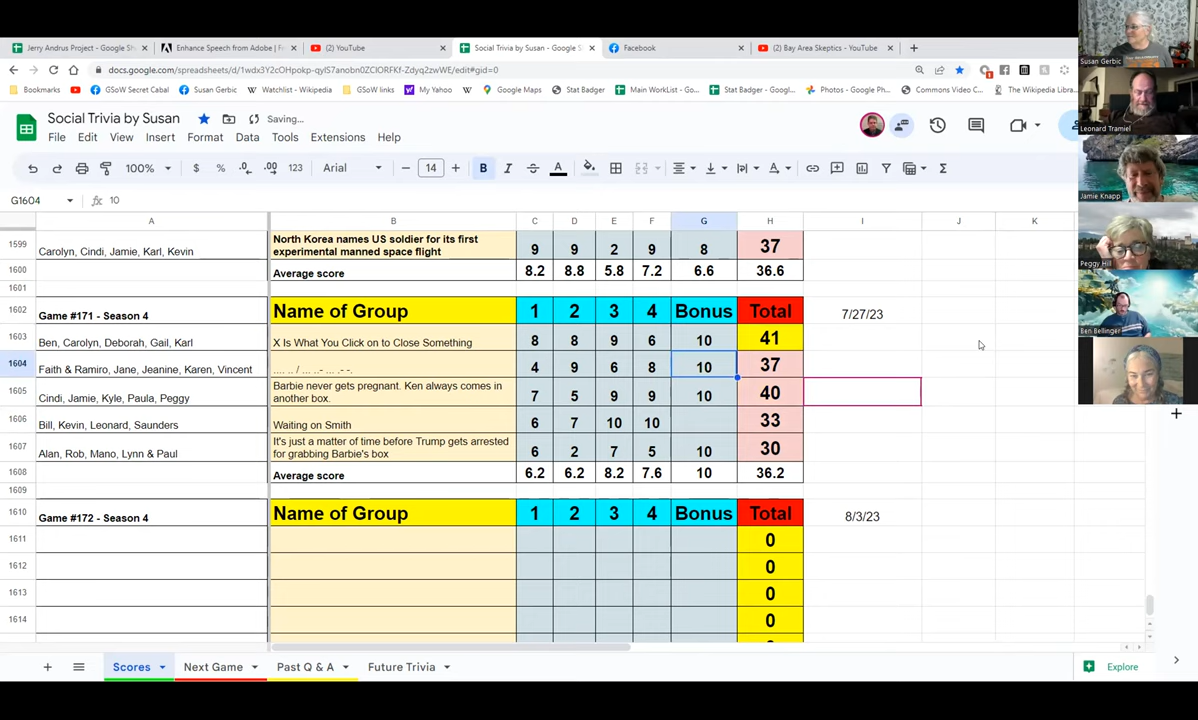 Jerry Andrus Project - Google Sh
Enhance Speech from Adobe | F
(2) YouTube
Social Trivia by Susan - Google S
Facebook
(2) Bay Area Skeptics - YouTube
docs.google.com/spreadsheets/d/1wdx3Y2cOHpokp-qyIS7anobn0ZClORFKf-Zdyq2zwWE/edit#gid=0
Bookmarks
GSoW Secret Cabal
Susan Gerbic
Watchlist - Wikipedia
GSoW links
My Yahoo
Google Maps
Stat Badger
Main WorkList - Go...
Stat Badger - Googl...
Photos - Google Ph...
Commons Video C...
The Wikipedia Libra
Social Trivia by Susan
Saving...
File Edit View Insert Format Data Tools Extensions Help
100% $ % .0 .00 123 Arial 14 B I A
G1604 fx 10
A B C D E F G H I J K
1599 Carolyn, Cindi, Jamie, Karl, Kevin North Korea names US soldier for its first experimental manned space flight 9 9 2 9 8 37
1600 Average score 8.2 8.8 5.8 7.2 6.6 36.6
1601
1602 Game #171 - Season 4 Name of Group 1 2 3 4 Bonus Total 7/27/23
1603 Ben, Carolyn, Deborah, Gail, Karl X Is What You Click on to Close Something 8 8 9 6 10 41
1604 Faith & Ramiro, Jane, Jeanine, Karen, Vincent .... .. / ... ..- ... .- -. 4 9 6 8 10 37
1605 Cindi, Jamie, Kyle, Paula, Peggy Barbie never gets pregnant. Ken always comes in another box. 7 5 9 9 10 40
1606 Bill, Kevin, Leonard, Saunders Waiting on Smith 6 7 10 10 33
1607 Alan, Rob, Mano, Lynn & Paul It's just a matter of time before Trump gets arrested for grabbing Barbie's box 6 2 7 5 10 30
1608 Average score 6.2 6.2 8.2 7.6 10 36.2
1609
1610 Game #172 - Season 4 Name of Group 1 2 3 4 Bonus Total 8/3/23
1611 0
1612 0
1613 0
1614 0
Scores
Next Game
Past Q & A
Future Trivia
Explore
Susan Gerbic
Leonard Tramiel
Jamie Knapp
Peggy Hill
Ben Bellinger